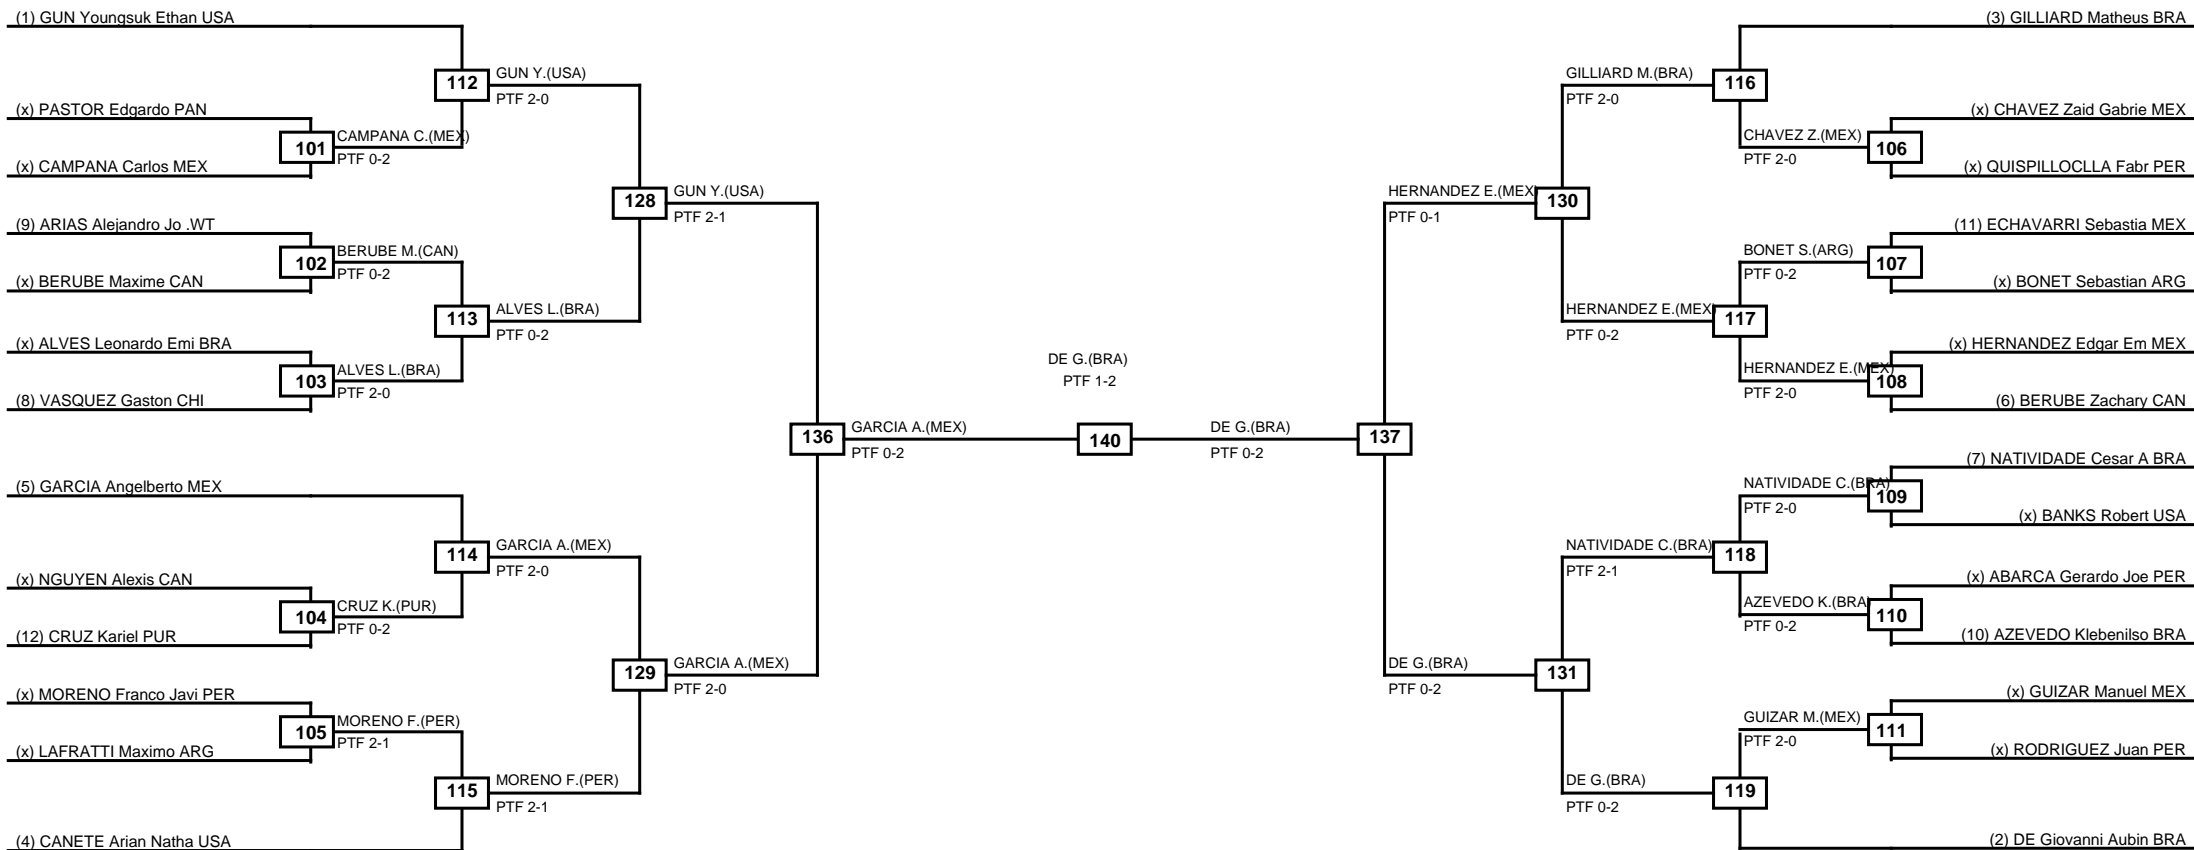 (1) GUN Youngsuk Ethan USA
(x) PASTOR Edgardo PAN
(x) CAMPANA Carlos MEX
(9) ARIAS Alejandro Jo .WT
(x) BERUBE Maxime CAN
(x) ALVES Leonardo Emi BRA
(8) VASQUEZ Gaston CHI
(5) GARCIA Angelberto MEX
(x) NGUYEN Alexis CAN
(12) CRUZ Kariel PUR
(x) MORENO Franco Javi PER
(x) LAFRATTI Maximo ARG
(4) CANETE Arian Natha USA
101
CAMPANA C.(MEX)
PTF 0-2
102
BERUBE M.(CAN)
PTF 0-2
103
ALVES L.(BRA)
PTF 2-0
104
CRUZ K.(PUR)
PTF 0-2
105
MORENO F.(PER)
PTF 2-1
112
GUN Y.(USA)
PTF 2-0
113
ALVES L.(BRA)
PTF 0-2
114
GARCIA A.(MEX)
PTF 2-0
115
MORENO F.(PER)
PTF 2-1
128
GUN Y.(USA)
PTF 2-1
129
GARCIA A.(MEX)
PTF 2-0
136
GARCIA A.(MEX)
PTF 0-2
DE G.(BRA)
PTF 1-2
140
DE G.(BRA)
PTF 0-2
137
HERNANDEZ E.(MEX)
PTF 0-1
130
DE G.(BRA)
PTF 0-2
131
GILLIARD M.(BRA)
PTF 2-0
116
HERNANDEZ E.(MEX)
PTF 0-2
117
NATIVIDADE C.(BRA)
PTF 2-1
118
DE G.(BRA)
PTF 0-2
119
CHAVEZ Z.(MEX)
PTF 2-0
106
BONET S.(ARG)
PTF 0-2
107
HERNANDEZ E.(MEX)
PTF 2-0
108
NATIVIDADE C.(BRA)
PTF 2-0
109
AZEVEDO K.(BRA)
PTF 0-2
110
GUIZAR M.(MEX)
PTF 2-0
111
(3) GILLIARD Matheus BRA
(x) CHAVEZ Zaid Gabrie MEX
(x) QUISPILLOCLLA Fabr PER
(11) ECHAVARRI Sebastia MEX
(x) BONET Sebastian ARG
(x) HERNANDEZ Edgar Em MEX
(6) BERUBE Zachary CAN
(7) NATIVIDADE Cesar A BRA
(x) BANKS Robert USA
(x) ABARCA Gerardo Joe PER
(10) AZEVEDO Klebenilso BRA
(x) GUIZAR Manuel MEX
(x) RODRIGUEZ Juan PER
(2) DE Giovanni Aubin BRA